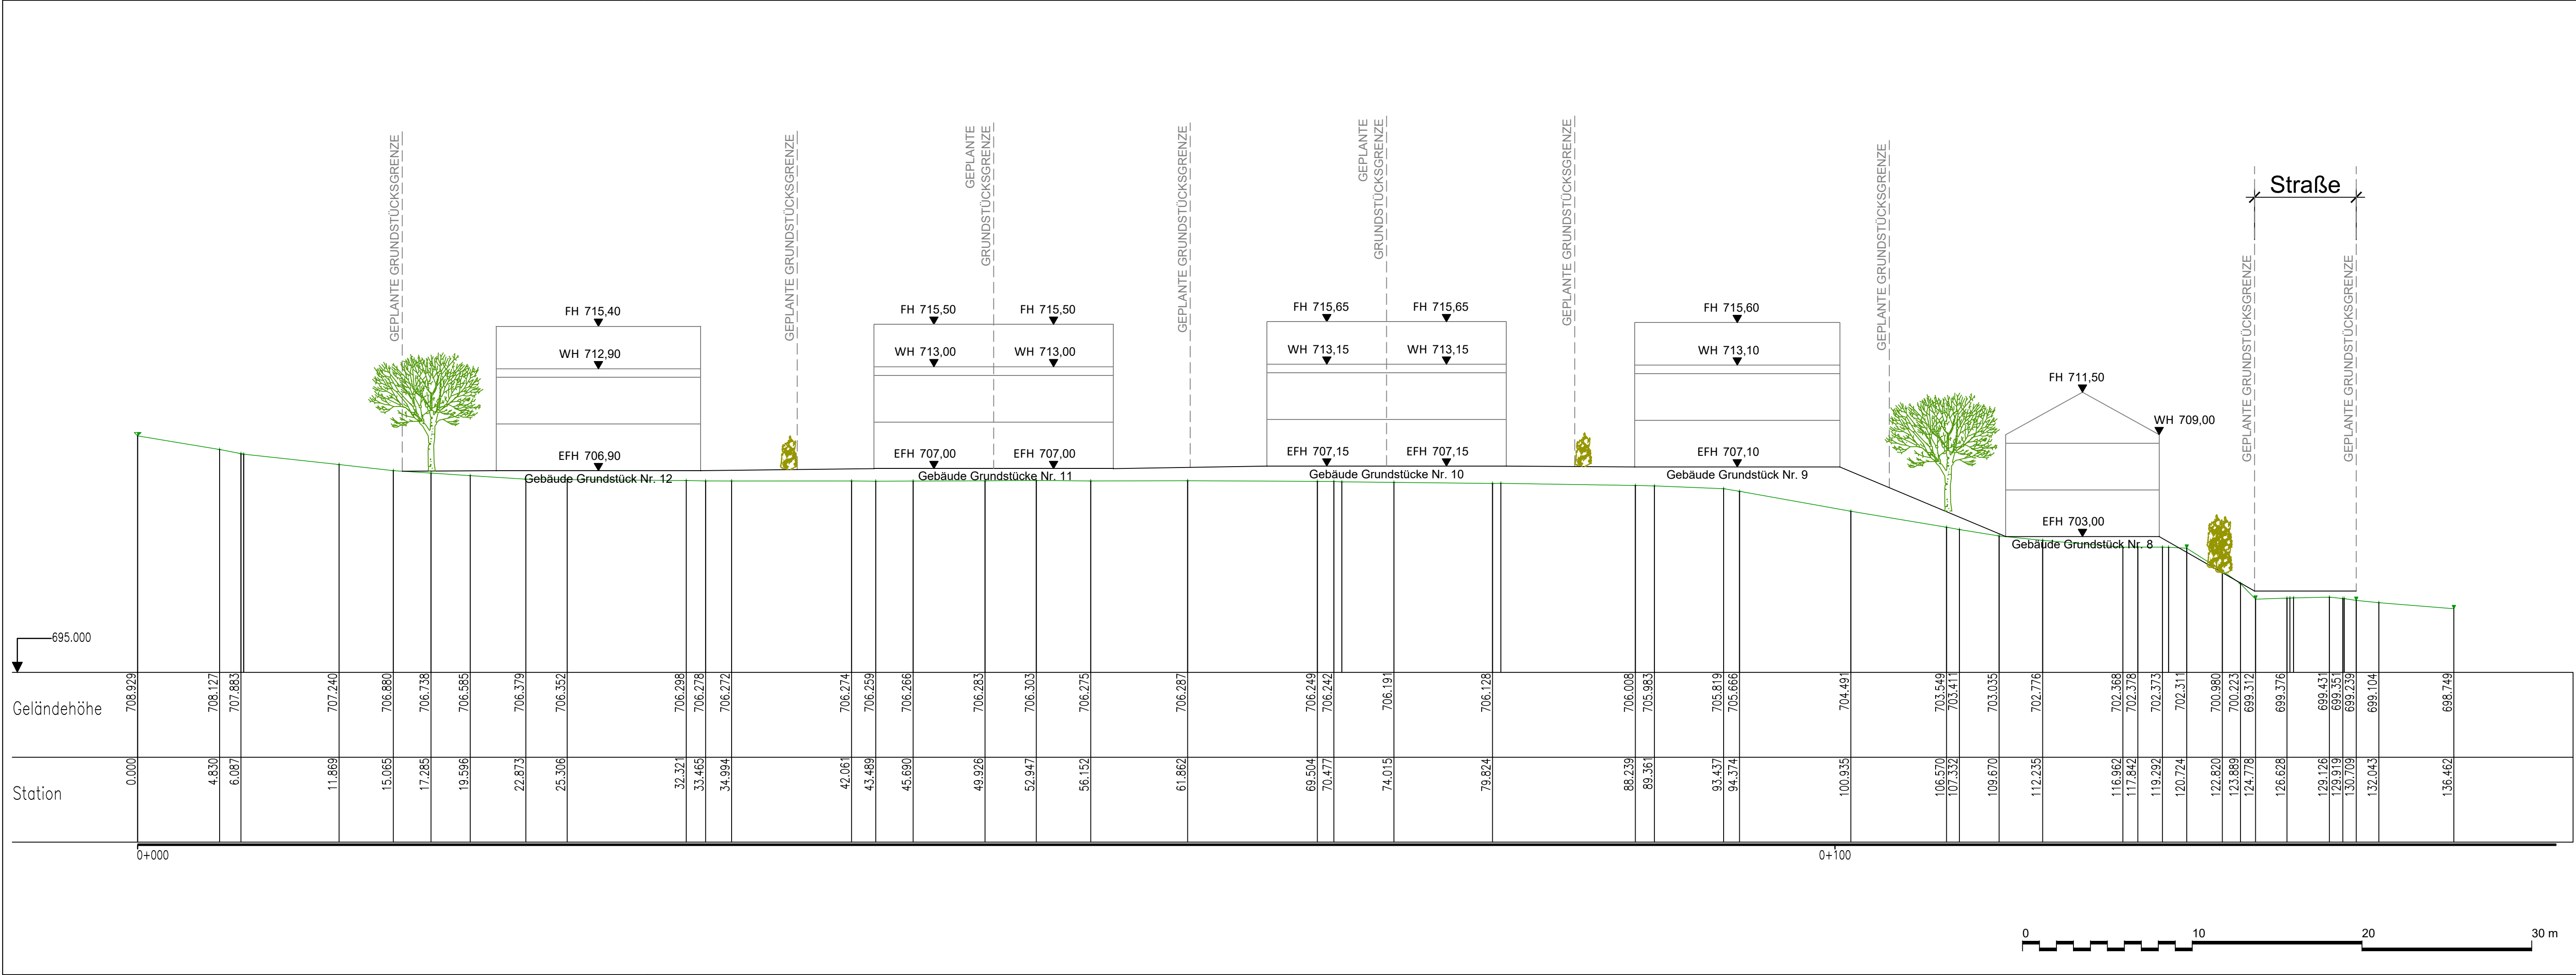 GEPLANTE GRUNDSTÜCKSGRENZE
GEPLANTE GRUNDSTÜCKSGRENZE
GEPLANTE
GRUNDSTÜCKSGRENZE
GEPLANTE GRUNDSTÜCKSGRENZE
GEPLANTE
GRUNDSTÜCKSGRENZE
GEPLANTE GRUNDSTÜCKSGRENZE
GEPLANTE GRUNDSTÜCKSGRENZE
Straße
GEPLANTE GRUNDSTÜCKSGRENZE
GEPLANTE GRUNDSTÜCKSGRENZE
FH 715,40
WH 712,90
EFH 706,90
Gebäude Grundstück Nr. 12
FH 715,50
FH 715,50
WH 713,00
WH 713,00
EFH 707,00
EFH 707,00
Gebäude Grundstücke Nr. 11
FH 715,65
FH 715,65
WH 713,15
WH 713,15
EFH 707,15
EFH 707,15
Gebäude Grundstücke Nr. 10
FH 715,60
WH 713,10
EFH 707,10
Gebäude Grundstück Nr. 9
FH 711,50
WH 709,00
EFH 703,00
Gebäude Grundstück Nr. 8
695.000
Geländehöhe
708.929
708.127
707.883
707.240
706.880
706.738
706.585
706.379
706.352
706.298
706.278
706.272
706.274
706.259
706.266
706.283
706.303
706.275
706.287
706.249
706.242
706.191
706.128
706.008
705.983
705.819
705.666
704.491
703.549
703.411
703.035
702.776
702.368
702.378
702.373
702.311
700.980
700.223
699.312
699.376
699.431
699.351
699.239
699.104
698.749
Station
0.000
4.830
6.087
11.869
15.065
17.285
19.596
22.873
25.306
32.321
33.465
34.994
42.061
43.489
45.690
49.926
52.947
56.152
61.862
69.504
70.477
74.015
79.824
88.239
89.361
93.437
94.374
100.935
106.570
107.332
109.670
112.235
116.962
117.842
119.292
120.724
122.820
123.889
124.778
126.628
129.126
129.919
130.709
132.043
136.462
0+000
0+100
0
10
20
30 m